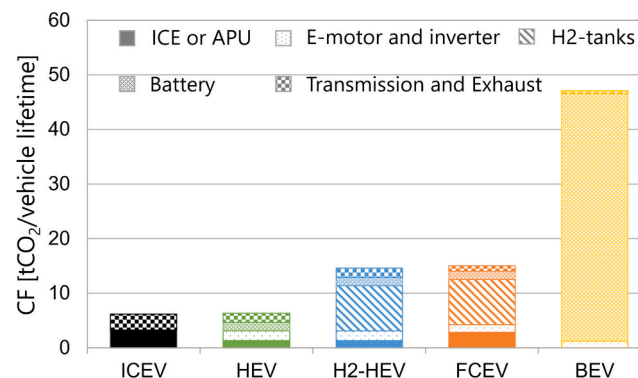 60
ICE or APU E-motor and inverter H2-tanks
50
Battery Transmission and Exhaust
40
30
20
10
0
CF [tCO₂/vehicle lifetime]
ICEV HEV H2-HEV FCEV BEV